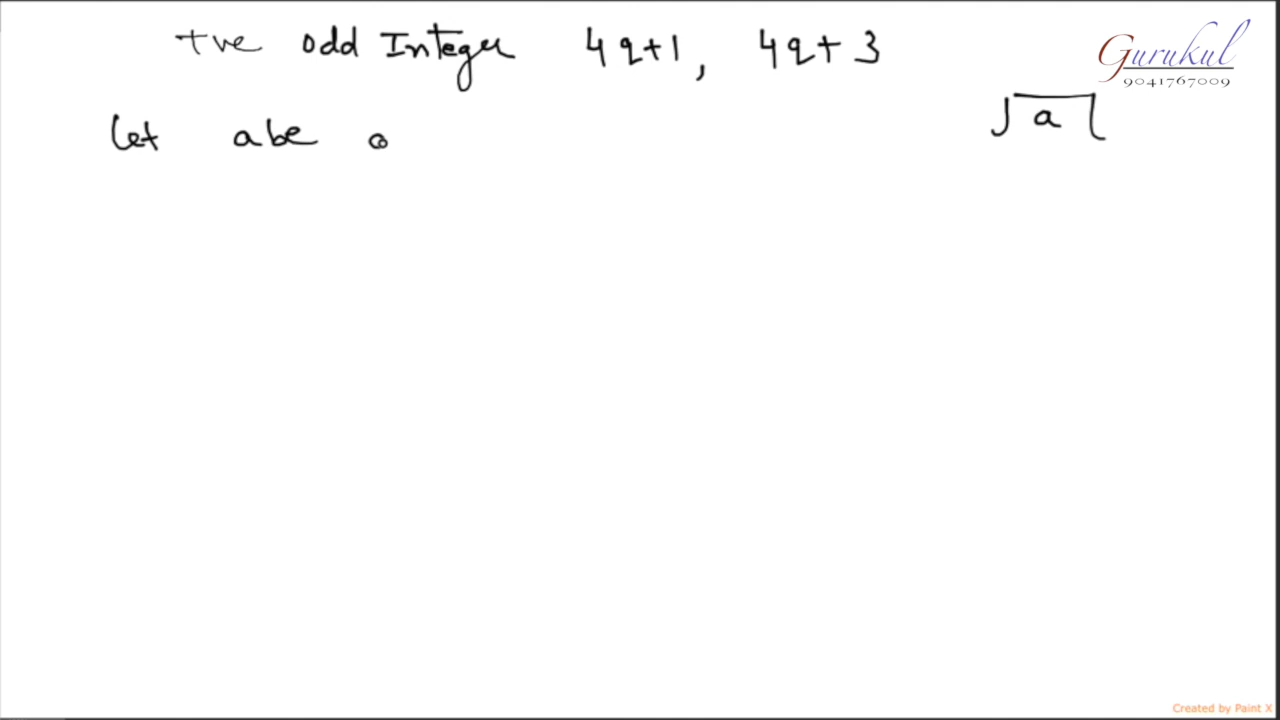 +ve odd Integer 4q+1, 4q+3
Gurukul
9041767009
a
let a be a
Created by Paint X